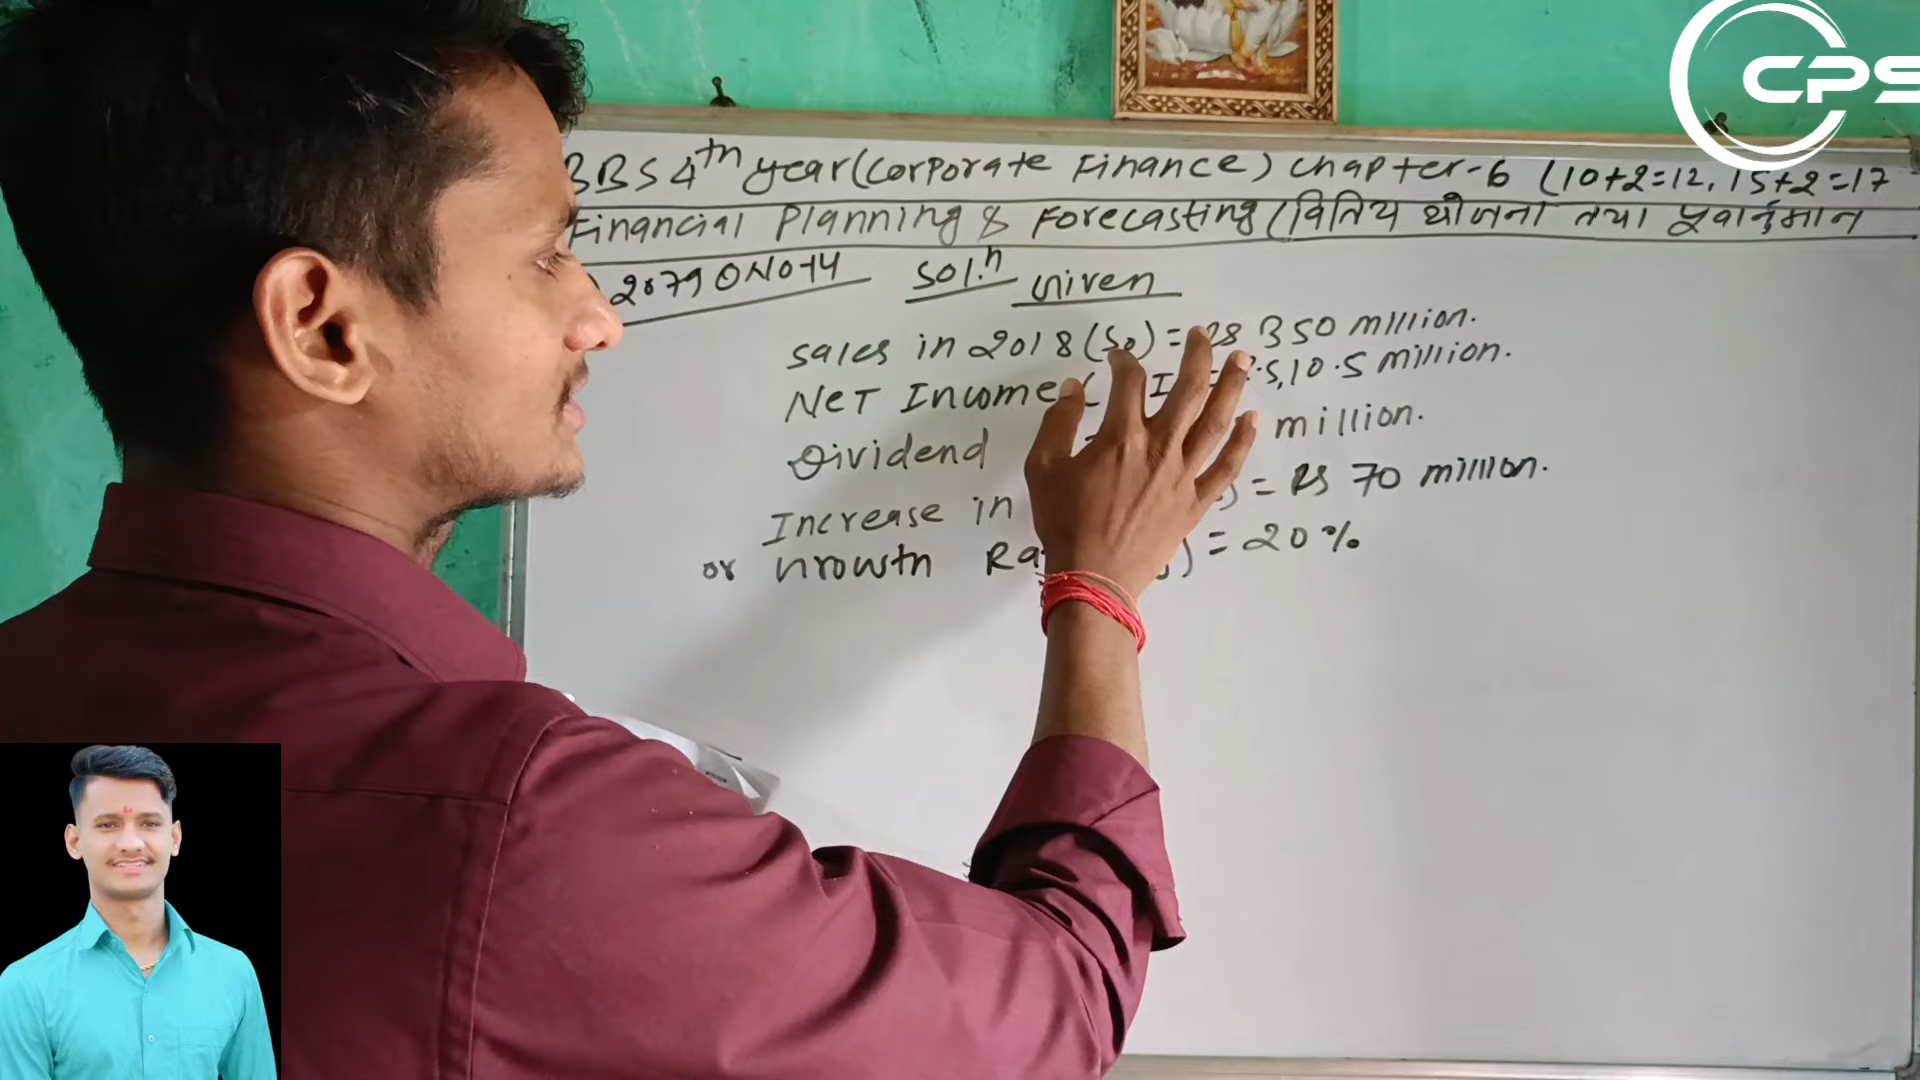 CPS
BBS 4th year (Corporate Finance) Chapter-6 (10+2=12, 15+2=17
Financial Planning & Forecasting (वितिय योजना तथा पूर्वानुमान
2079 QNO-14 Sol.n Given
Sales in 2018 (S0) = 350 million.
Net Income 5,10.5 million.
Dividend million.
Increase in = Rs 70 million.
or Growth = 20%